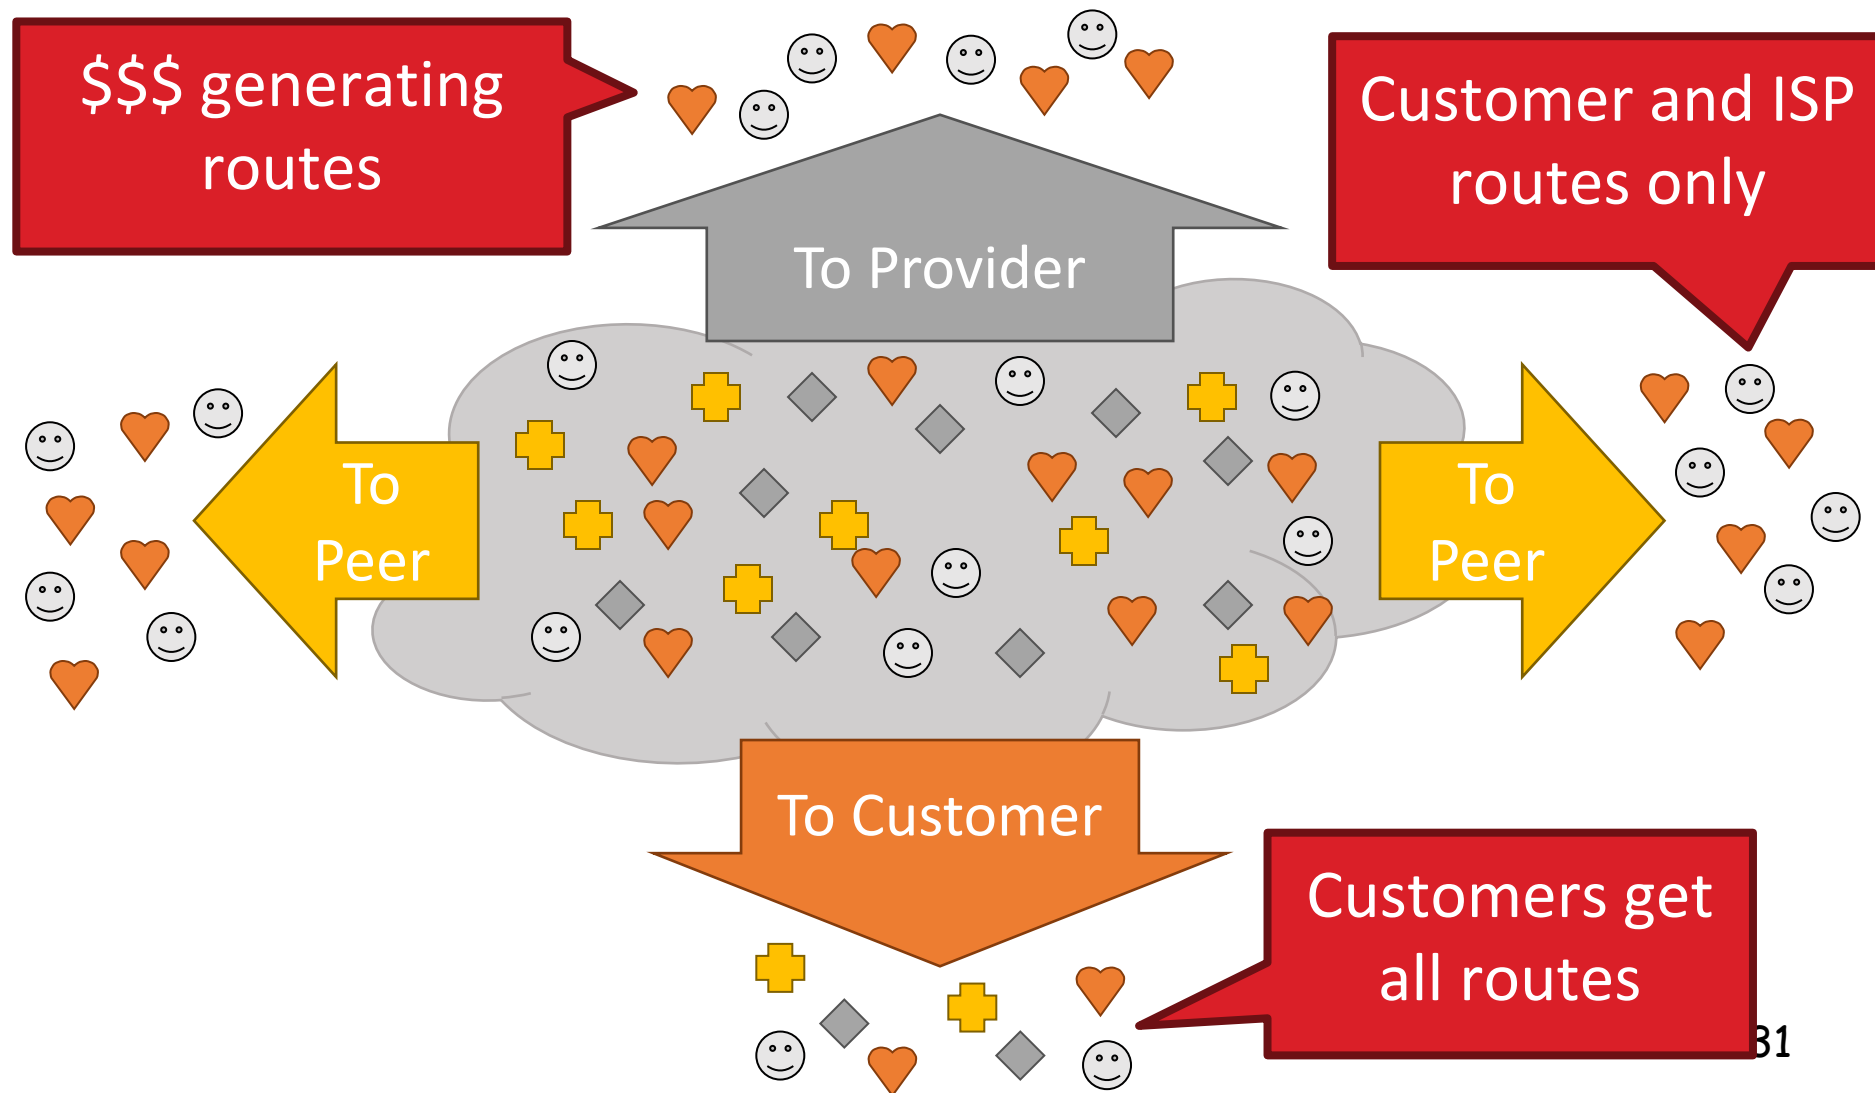 $$$ generating
routes
Customer and ISP
routes only
To Provider
To
Peer
To
Peer
To Customer
Customers get
all routes
31